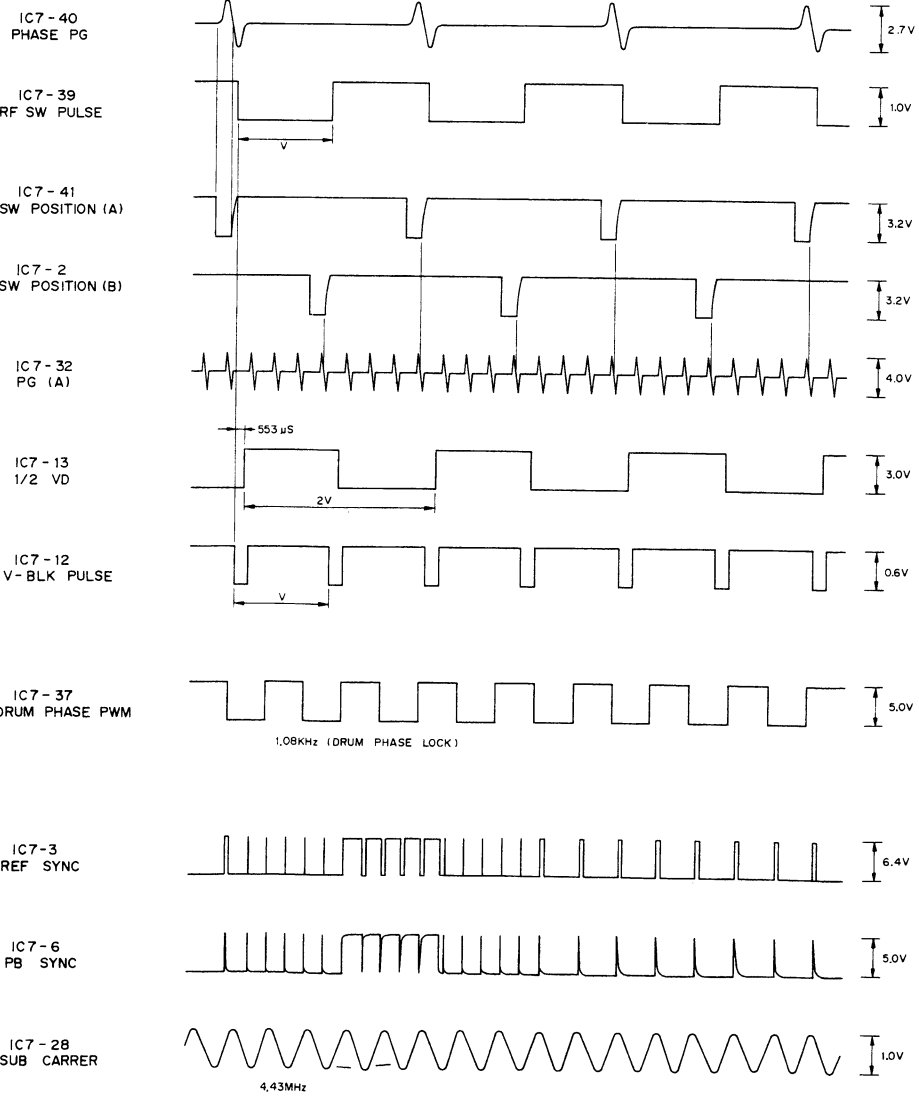 IC7-40
PHASE PG
2.7V
IC7-39
RF SW PULSE
1.0V
V
IC7-41
SW POSITION (A)
3.2V
IC7-2
SW POSITION (B)
3.2V
IC7-32
PG (A)
4.0V
553 µS
IC7-13
1/2 VD
3.0V
2V
IC7-12
V-BLK PULSE
0.6V
V
IC7-37
DRUM PHASE PWM
5.0V
1.08KHz (DRUM PHASE LOCK)
IC7-3
REF SYNC
6.4V
IC7-6
PB SYNC
5.0V
IC7-28
SUB CARRER
1.0V
4.43MHz